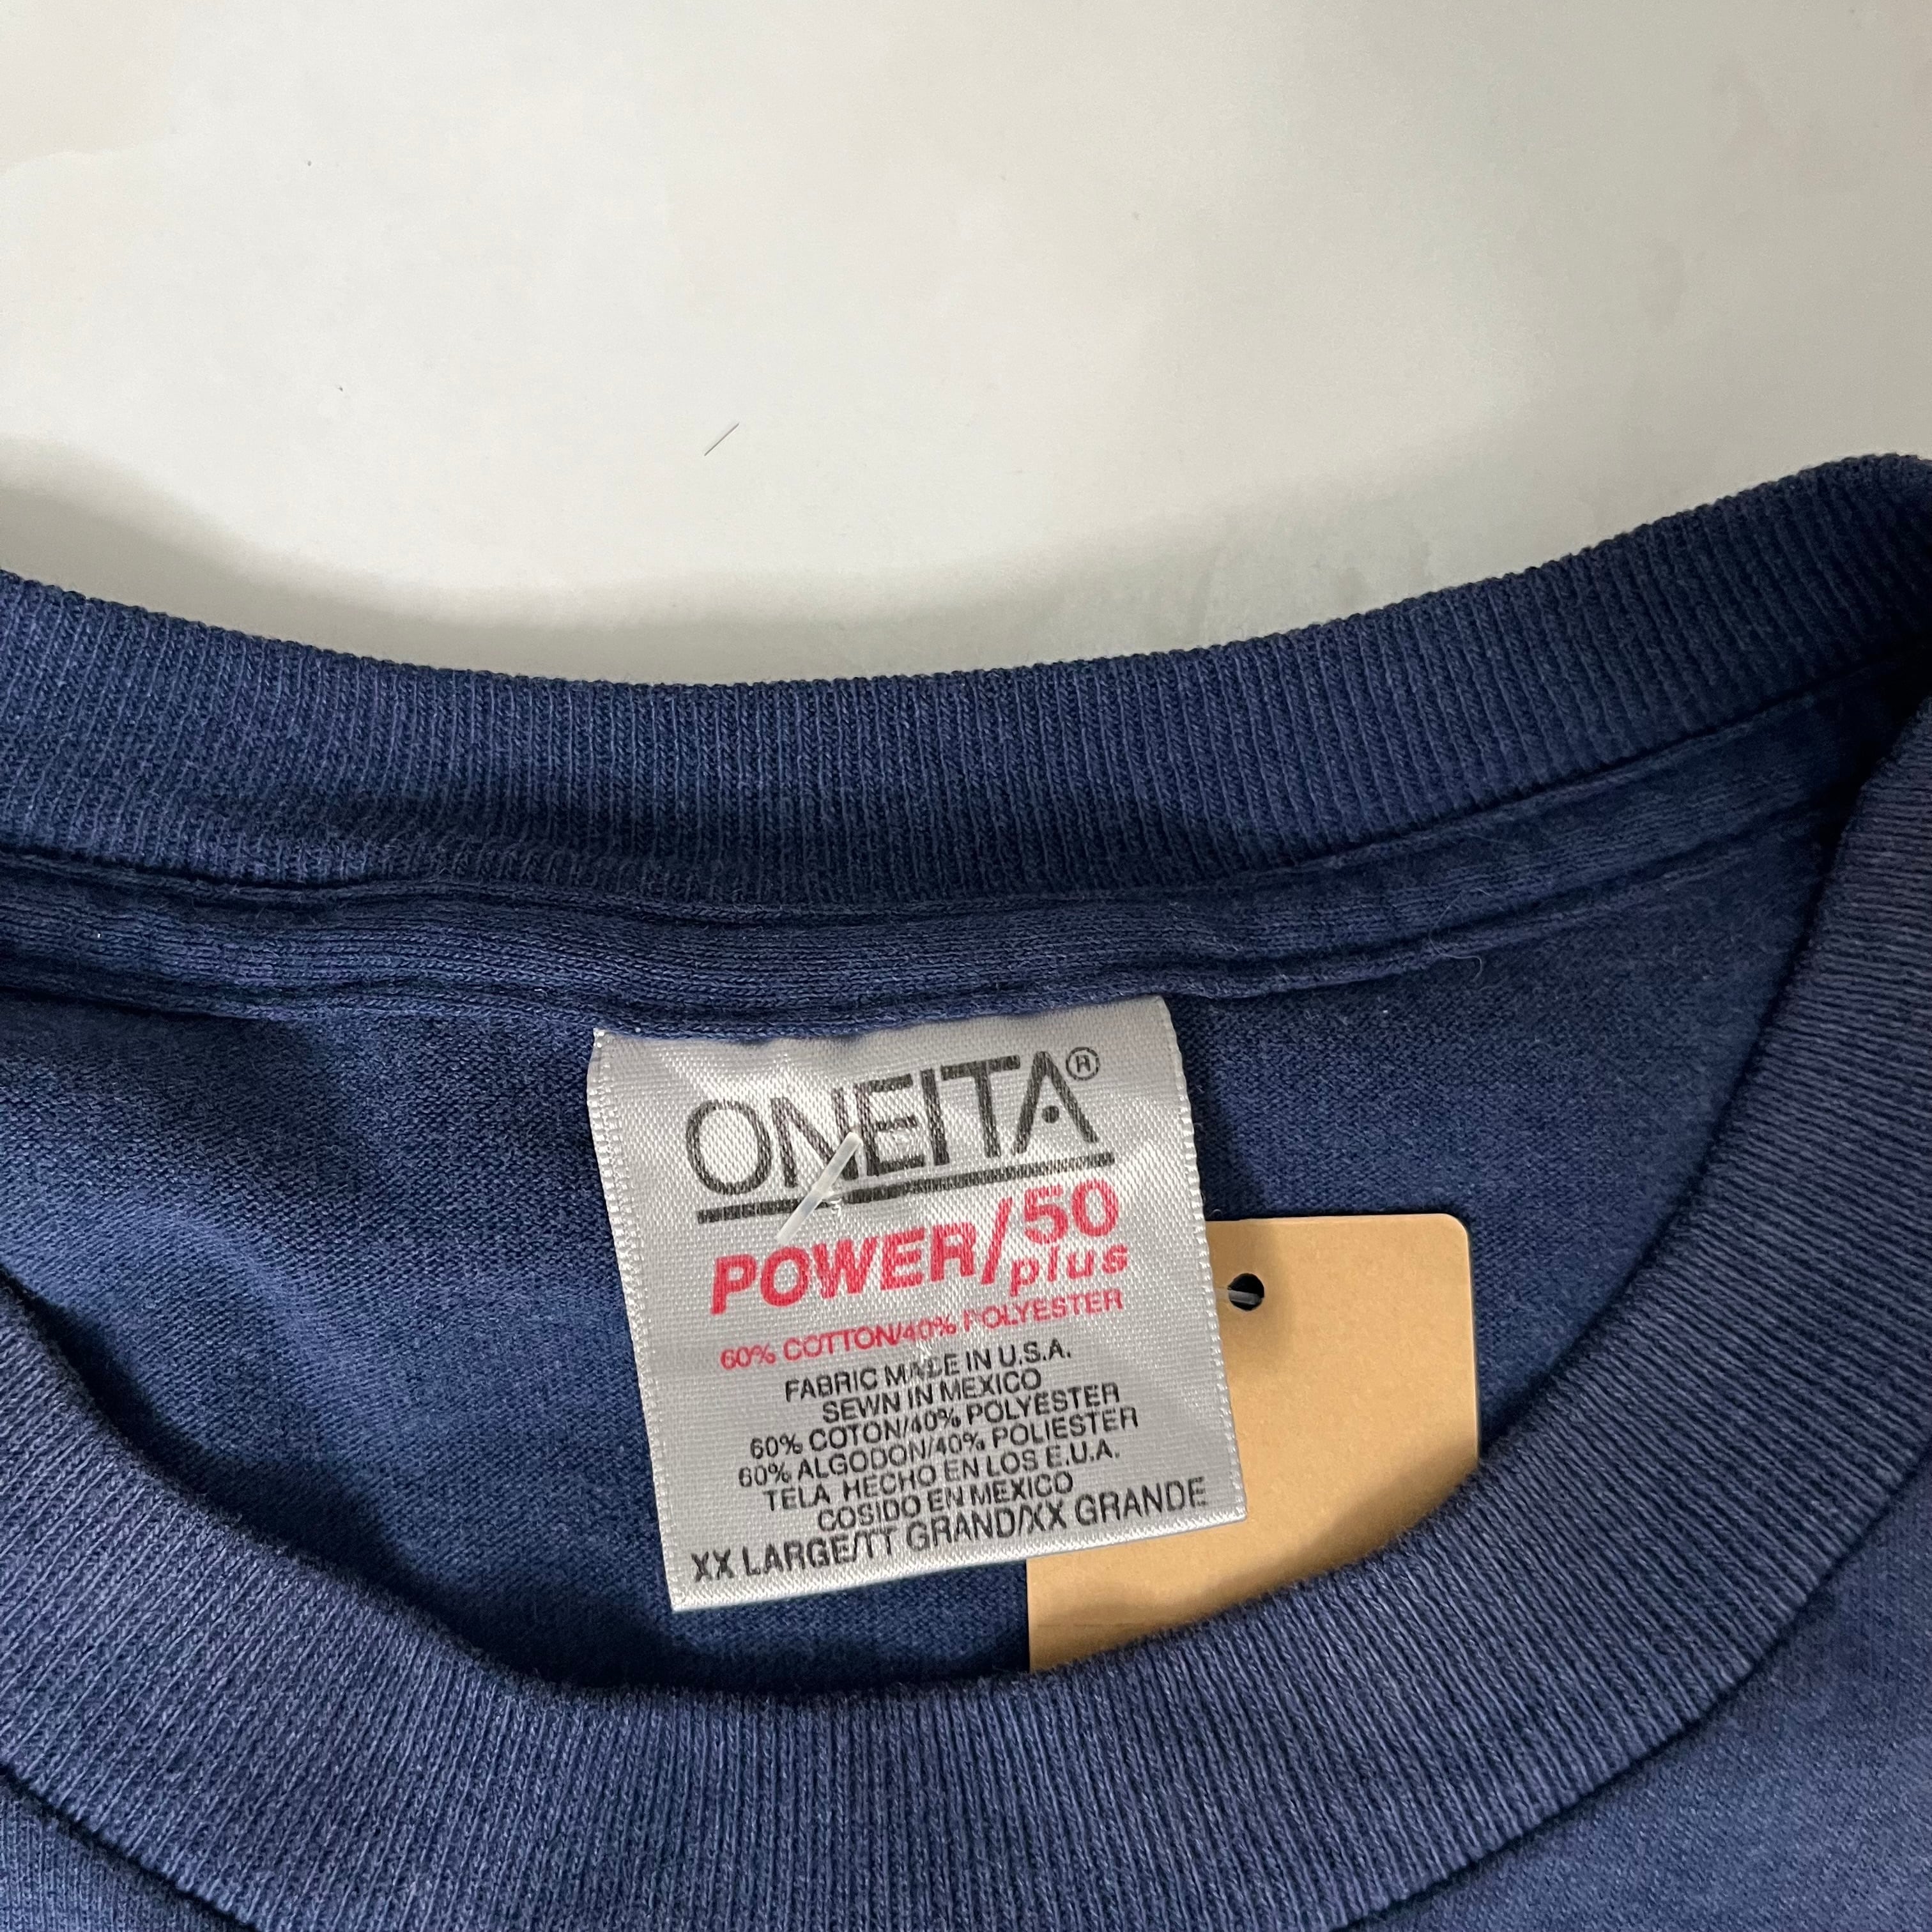 ONEITA®
POWER/50
plus
60% COTTON/40% POLYESTER
FABRIC MADE IN U.S.A.
SEWN IN MEXICO
60% COTON/40% POLYESTER
60% ALGODON/40% POLIESTER
TELA HECHO EN LOS E.U.A.
COSIDO EN MEXICO
XX LARGE/TT GRAND/XX GRANDE